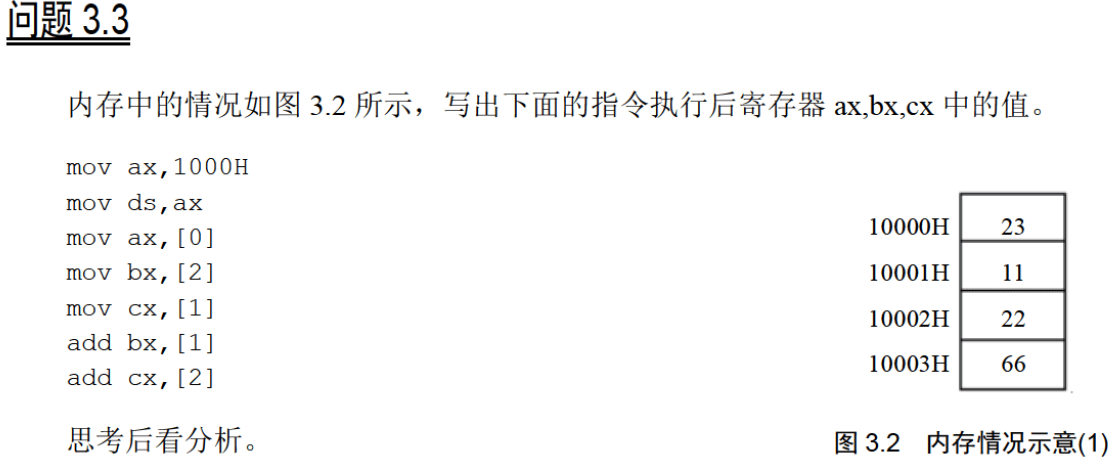 问题 3.3
内存中的情况如图 3.2 所示，写出下面的指令执行后寄存器 ax,bx,cx 中的值。
mov ax,1000H
mov ds,ax
mov ax,[0]
mov bx,[2]
mov cx,[1]
add bx,[1]
add cx,[2]
10000H 23
10001H 11
10002H 22
10003H 66
思考后看分析。
图 3.2 内存情况示意(1)